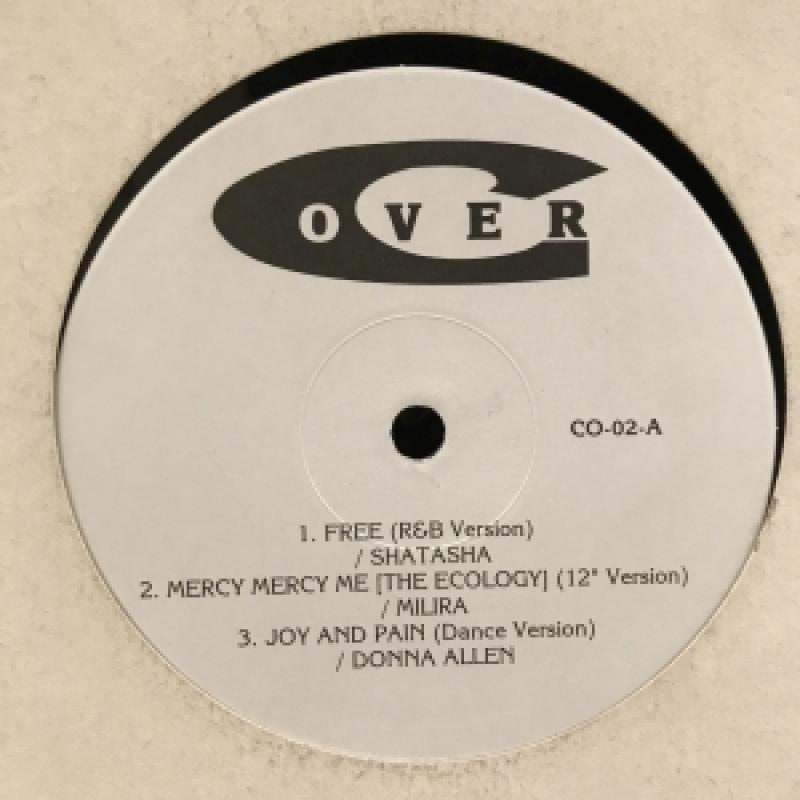 COVER
CO-02-A
1. FREE (R&B Version)
/ SHATASHA
2. MERCY MERCY ME [THE ECOLOGY] (12" Version)
/ MILIRA
3. JOY AND PAIN (Dance Version)
/ DONNA ALLEN